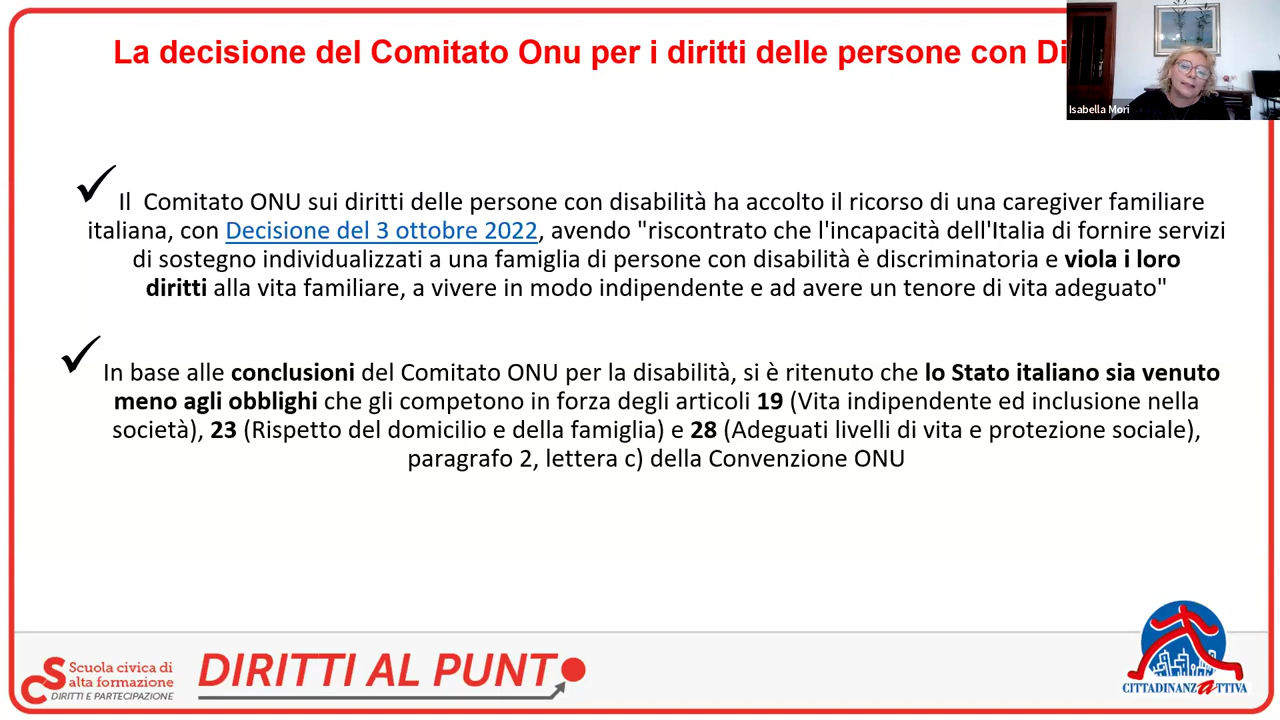 La decisione del Comitato Onu per i diritti delle persone con Di
Isabella Mori
✓ Il Comitato ONU sui diritti delle persone con disabilità ha accolto il ricorso di una caregiver familiare
italiana, con Decisione del 3 ottobre 2022, avendo "riscontrato che l'incapacità dell'Italia di fornire servizi
di sostegno individualizzati a una famiglia di persone con disabilità è discriminatoria e viola i loro
diritti alla vita familiare, a vivere in modo indipendente e ad avere un tenore di vita adeguato"
✓ In base alle conclusioni del Comitato ONU per la disabilità, si è ritenuto che lo Stato italiano sia venuto
meno agli obblighi che gli competono in forza degli articoli 19 (Vita indipendente ed inclusione nella
società), 23 (Rispetto del domicilio e della famiglia) e 28 (Adeguati livelli di vita e protezione sociale),
paragrafo 2, lettera c) della Convenzione ONU
CS Scuola civica di
alta formazione
DIRITTI E PARTECIPAZIONE
DIRITTI AL PUNTO
CITTADINANZATTIVA